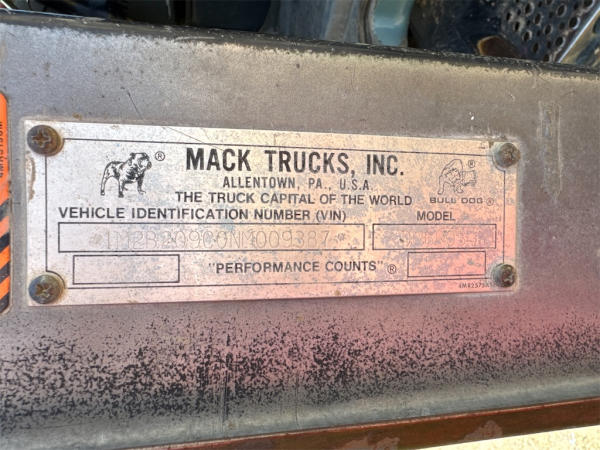 MACK TRUCKS, INC.
ALLENTOWN, PA., U.S.A.
THE TRUCK CAPITAL OF THE WORLD
BULL DOG ®
VEHICLE IDENTIFICATION NUMBER (VIN)
MODEL
1M2B209C0NM009387
"PERFORMANCE COUNTS"®